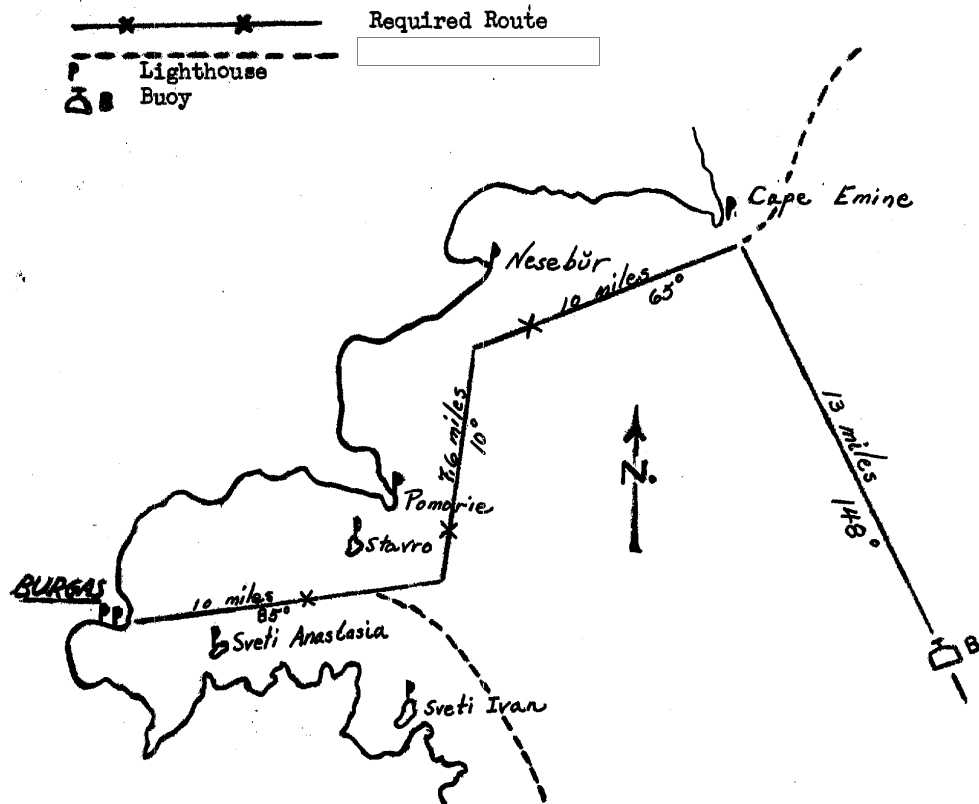 Required Route
P Lighthouse
B Buoy
P Cape Emine
Nesebŭr
10 miles
65°
7.6 miles
10°
13 miles
148°
N.
Pomorie
Stavro
BURGAS
PP
10 miles
85°
Sveti Anastasia
Sveti Ivan
B